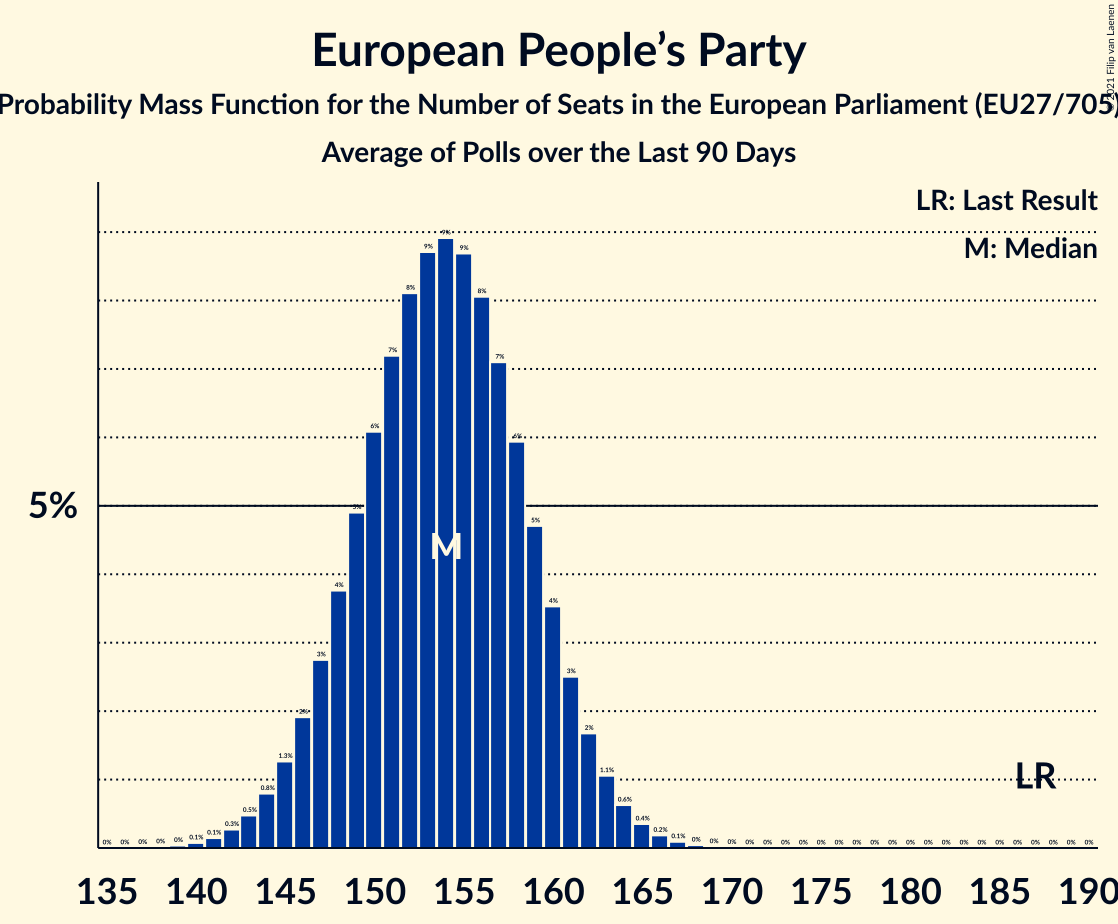 European People’s Party
Probability Mass Function for the Number of Seats in the European Parliament (EU27/705)
Average of Polls over the Last 90 Days
LR: Last Result
M: Median
5%
0% 0% 0% 0% 0% 0.1% 0.1% 0.3% 0.5% 0.8% 1.3% 2% 3% 4% 5% 6% 7% 8% 9% 9% 9% 8% 7% 6% 5% 4% 3% 2% 1.1% 0.6% 0.4% 0.2% 0.1% 0% 0% 0% 0% 0% 0% 0% 0% 0% 0% 0% 0% 0% 0% 0% 0% 0% 0% 0% 0% 0% 0% 0%
M
LR
135 140 145 150 155 160 165 170 175 180 185 190
2021 Filip van Laenen